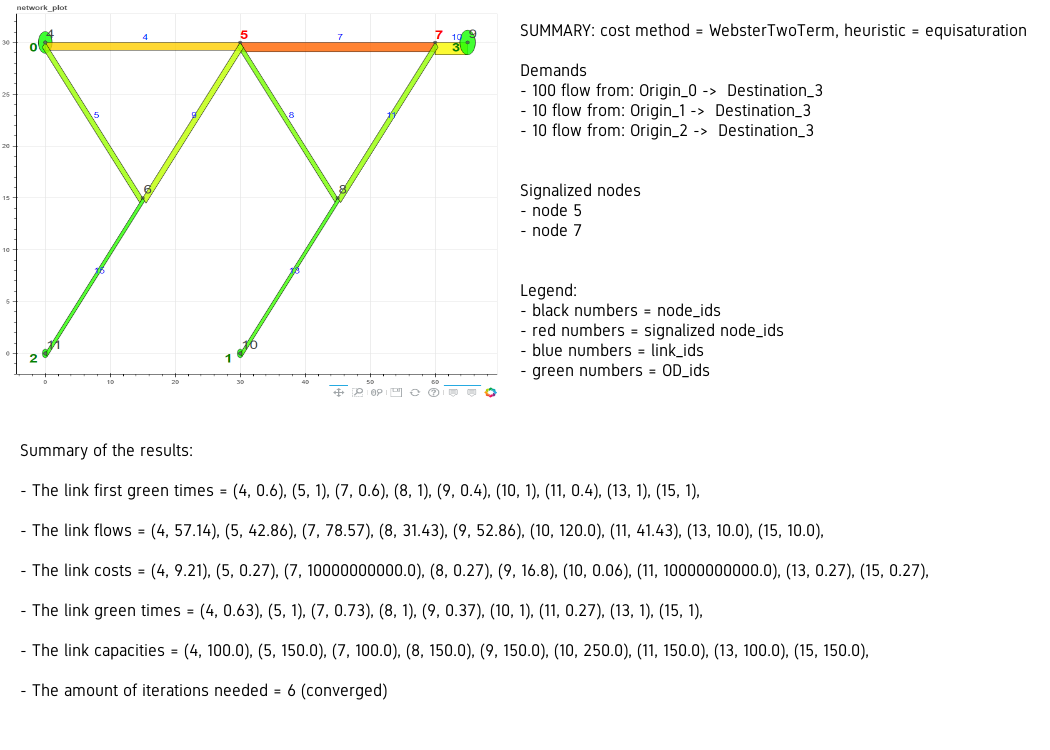 network_plot
4
4
5
7
7
10
9
0
3
30
25
5
9
8
11
20
6
8
15
10
15
13
5
11
10
0
2
1
0
10
20
30
40
50
60
SUMMARY: cost method = WebsterTwoTerm, heuristic = equisaturation
Demands
- 100 flow from: Origin_0 -> Destination_3
- 10 flow from: Origin_1 -> Destination_3
- 10 flow from: Origin_2 -> Destination_3
Signalized nodes
- node 5
- node 7
Legend:
- black numbers = node_ids
- red numbers = signalized node_ids
- blue numbers = link_ids
- green numbers = OD_ids
Summary of the results:
- The link first green times = (4, 0.6), (5, 1), (7, 0.6), (8, 1), (9, 0.4), (10, 1), (11, 0.4), (13, 1), (15, 1),
- The link flows = (4, 57.14), (5, 42.86), (7, 78.57), (8, 31.43), (9, 52.86), (10, 120.0), (11, 41.43), (13, 10.0), (15, 10.0),
- The link costs = (4, 9.21), (5, 0.27), (7, 10000000000.0), (8, 0.27), (9, 16.8), (10, 0.06), (11, 10000000000.0), (13, 0.27), (15, 0.27),
- The link green times = (4, 0.63), (5, 1), (7, 0.73), (8, 1), (9, 0.37), (10, 1), (11, 0.27), (13, 1), (15, 1),
- The link capacities = (4, 100.0), (5, 150.0), (7, 100.0), (8, 150.0), (9, 150.0), (10, 250.0), (11, 150.0), (13, 100.0), (15, 150.0),
- The amount of iterations needed = 6 (converged)